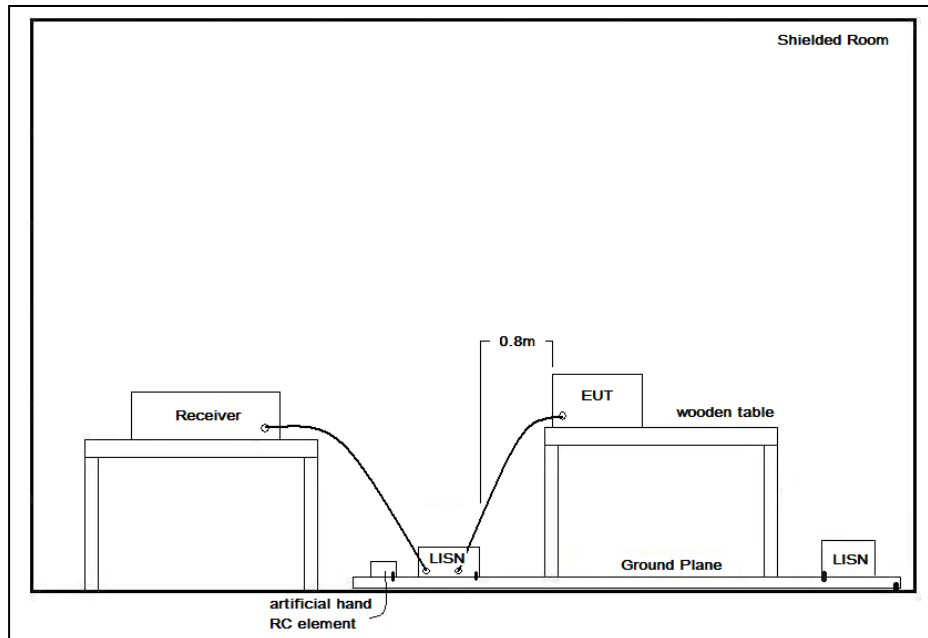 Shielded Room
0.8m
EUT
Receiver
wooden table
LISN
Ground Plane
LISN
artificial hand
RC element